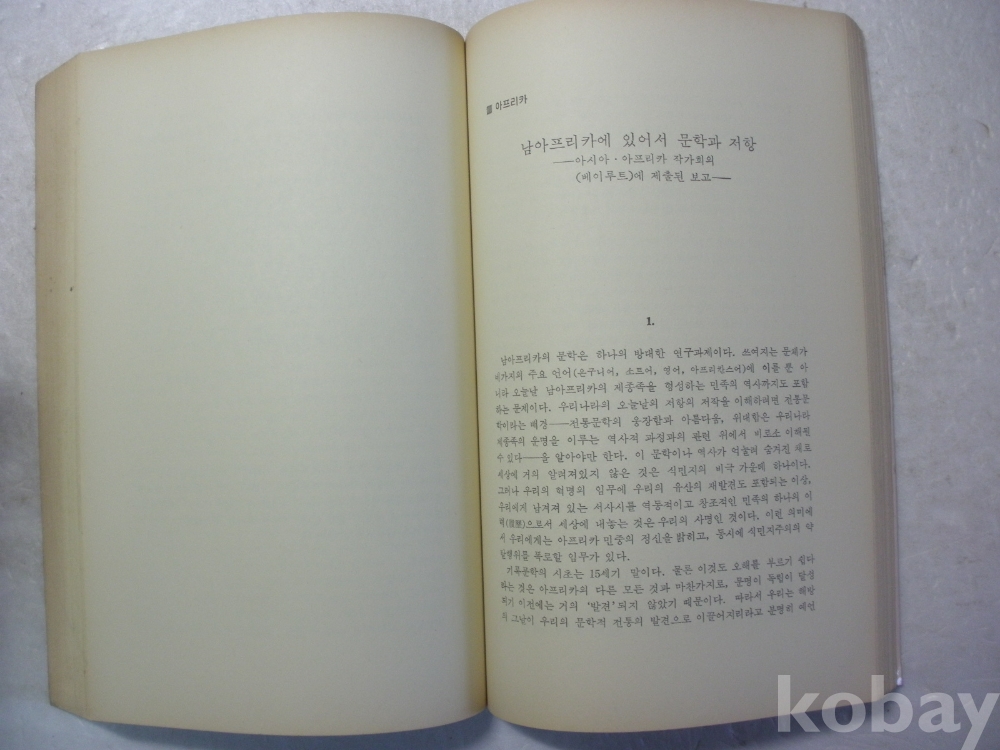 ▦ 아프리카
남아프리카에 있어서 문학과 저항
──아시아·아프리카 작가회의
(베이루트)에 제출된 보고──
1.
남아프리카의 문학은 하나의 방대한 연구과제이다. 쓰여지는 문제가
네가지의 주요 언어(은구니어, 소트어, 영어, 아프리칸스어)에 이를 뿐 아
니라 오늘날 남아프리카의 제종족을 형성하는 민족의 역사까지도 포함
하는 문제이다. 우리나라의 오늘날의 저항의 저작을 이해하려면 전통문
학이라는 배경──전통문학의 웅장함과 아름다움, 위대함은 우리나라
제종족의 운명을 이루는 역사적 과정과의 관련 위에서 비로소 이해될
수 있다──을 알아야만 한다. 이 문학이나 역사가 억눌려 숨겨진 채로
세상에 거의 알려져있지 않은 것은 식민지의 비극 가운데 하나이다.
그러나 우리의 혁명의 임무에 우리의 유산의 재발견도 포함되는 이상,
우리에게 남겨져 있는 서사시를 역동적이고 창조적인 민족의 하나의 이
으로서 세상에 내놓는 것은 우리의 사명인 것이다. 이런 의미에
서 우리에게는 아프리카 민중의 정신을 밝히고, 동시에 식민지주의의 약
탈행위를 폭로할 임무가 있다.
기록문학의 시초는 15세기 말이다. 물론 이것도 오해를 부르기 쉽다
하는 것은 아프리카의 다른 모든 것과 마찬가지로, 문명이 독립이 달성
되기 이전에는 거의 ‘발견’되지 않았기 때문이다. 따라서 우리는 해방
의 그날이 우리의 문학적 전통의 발견으로 이끌어지리라고 분명히 예언
kobay